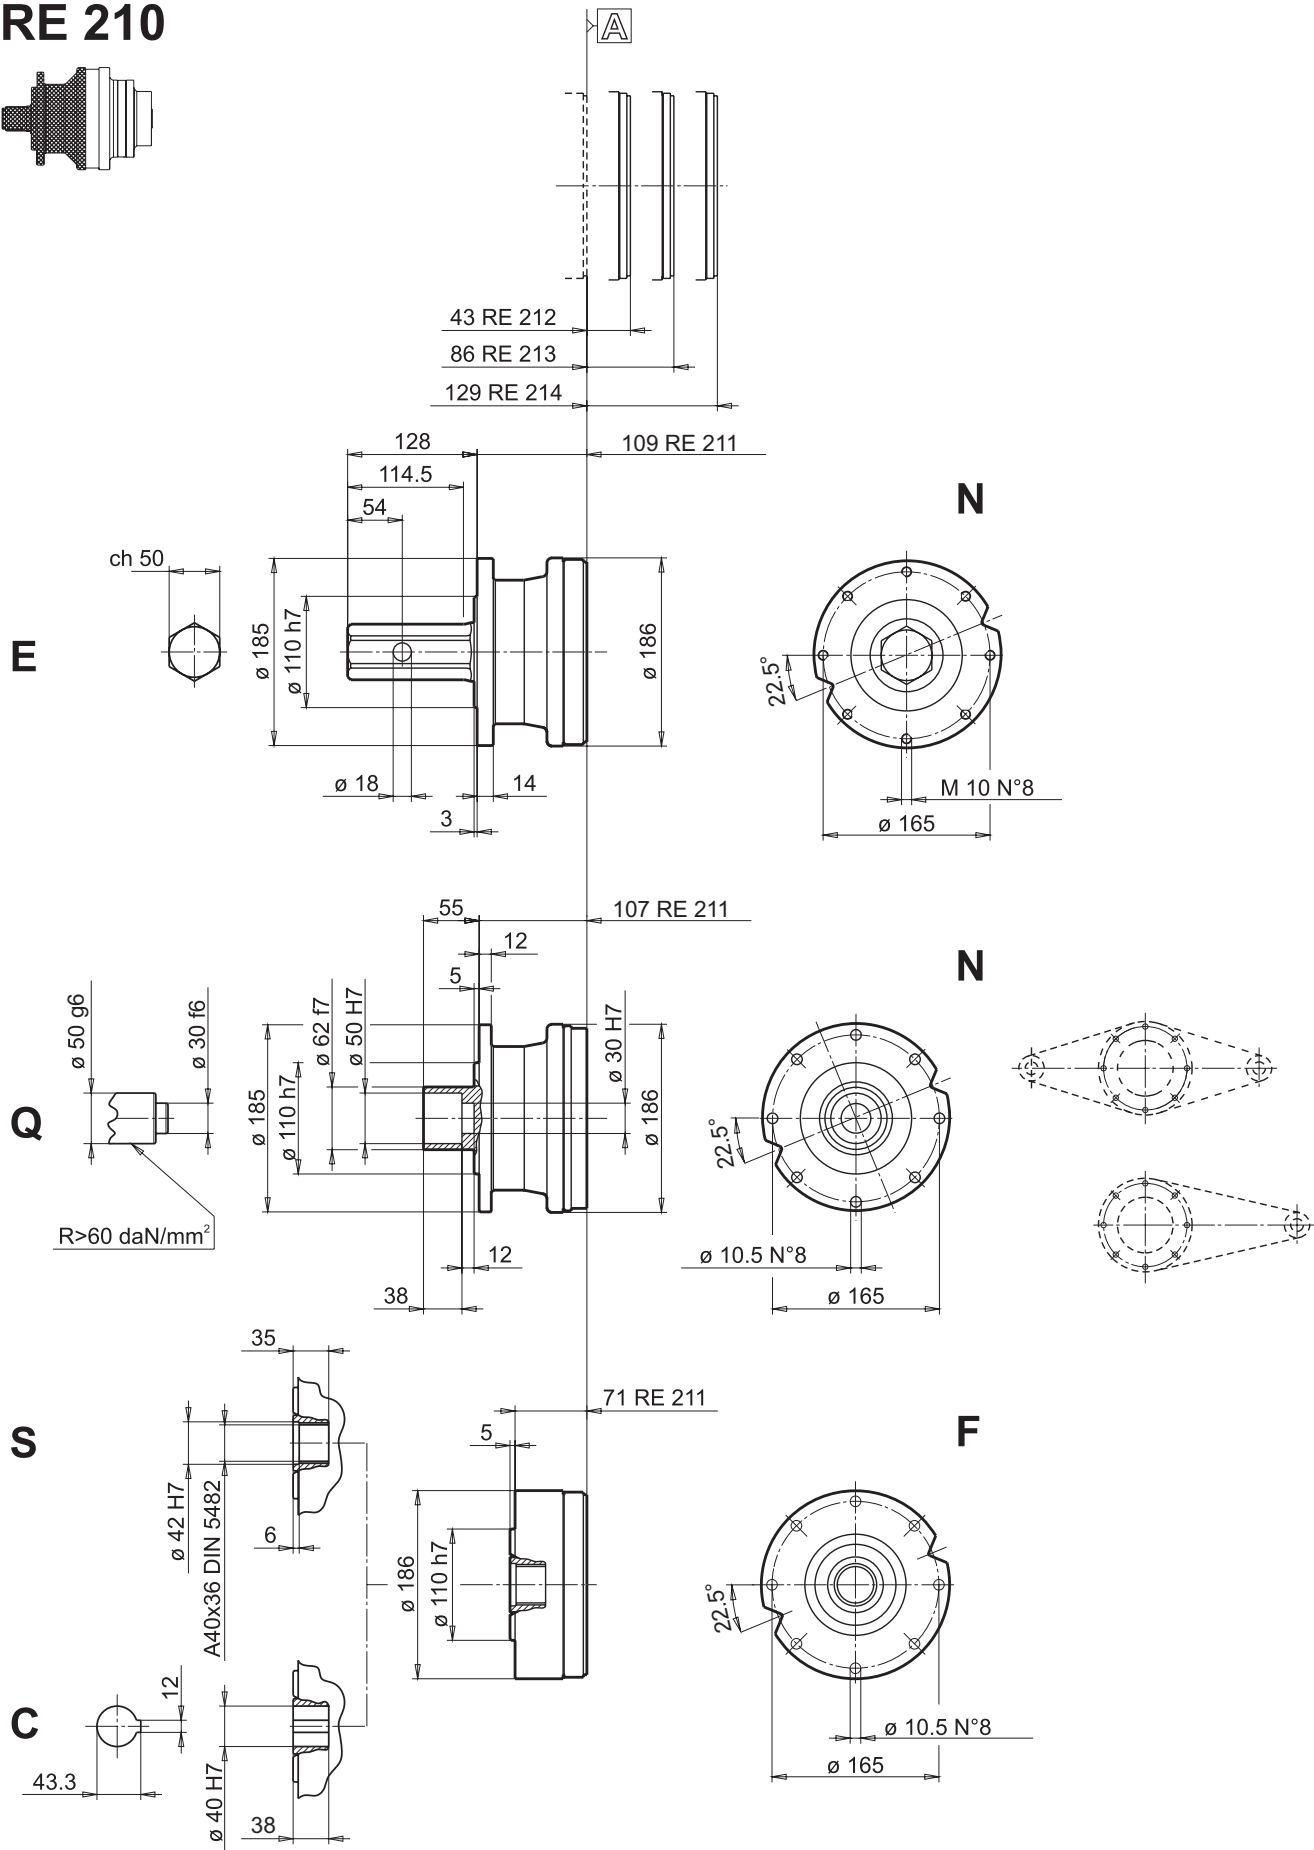 RE 210
A
43 RE 212
86 RE 213
129 RE 214
128
109 RE 211
114.5
54
N
ch 50
E
ø 185
ø 110 h7
ø 186
22.5°
ø 18
14
3
M 10 N°8
ø 165
55
107 RE 211
12
5
N
ø 50 g6
ø 30 f6
ø 62 f7
ø 50 H7
ø 30 H7
Q
ø 185
ø 110 h7
ø 186
22.5°
R>60 daN/mm²
12
38
ø 10.5 N°8
ø 165
35
71 RE 211
S
5
F
ø 42 H7
A40x36 DIN 5482
6
ø 186
ø 110 h7
22.5°
C
12
43.3
ø 40 H7
38
ø 10.5 N°8
ø 165